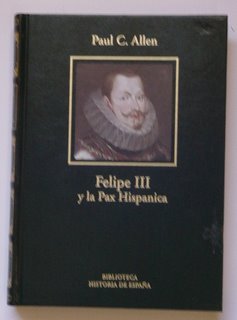 Paul C. Allen
Felipe III
y la Pax Hispanica
BIBLIOTECA
HISTORIA DE ESPAÑA